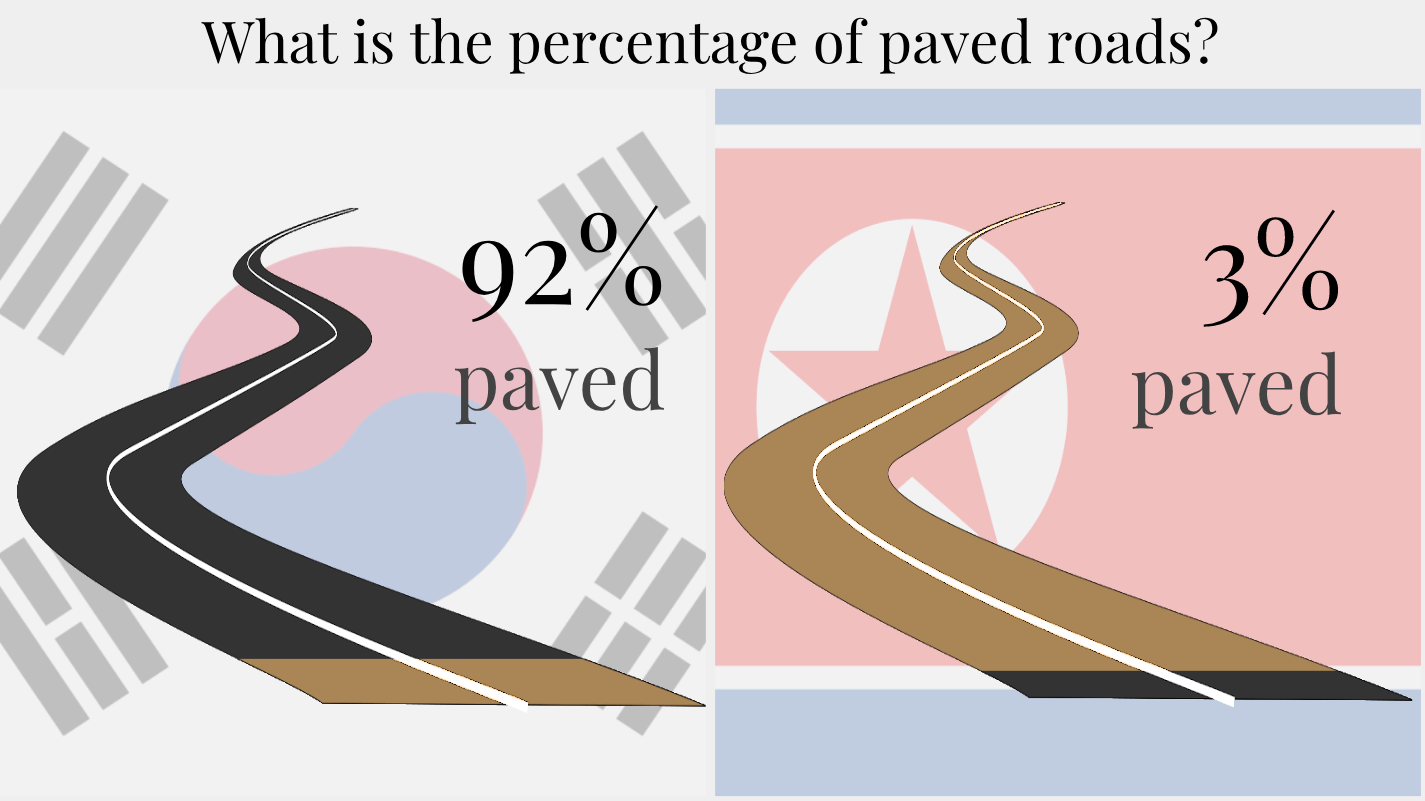 What is the percentage of paved roads?
92%
paved
3%
paved